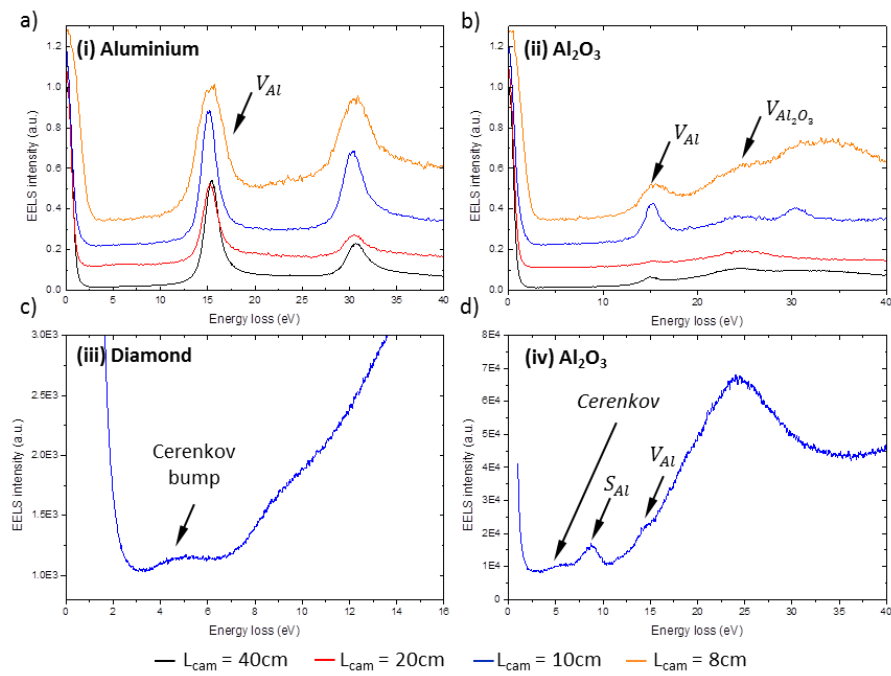 a)
(i) Aluminium
V_Al
EELS intensity (a.u.)
1.2
1.0
0.8
0.6
0.4
0.2
0.0
0 5 10 15 20 25 30 35 40
Energy loss (eV)
b)
(ii) Al₂O₃
V_Al
V_Al₂O₃
EELS intensity (a.u.)
1.2
1.0
0.8
0.6
0.4
0.2
0.0
0 10 20 30 40
Energy loss (eV)
c)
(iii) Diamond
Cerenkov
bump
EELS intensity (a.u.)
3.0E3
2.5E3
2.0E3
1.5E3
1.0E3
0 2 4 6 8 10 12 14 16
Energy loss (eV)
d)
(iv) Al₂O₃
Cerenkov
V_Al
S_Al
EELS intensity (a.u.)
8E4
7E4
6E4
5E4
4E4
3E4
2E4
1E4
0
0 5 10 15 20 25 30 35 40
Energy loss (eV)
L_cam = 40cm L_cam = 20cm L_cam = 10cm L_cam = 8cm